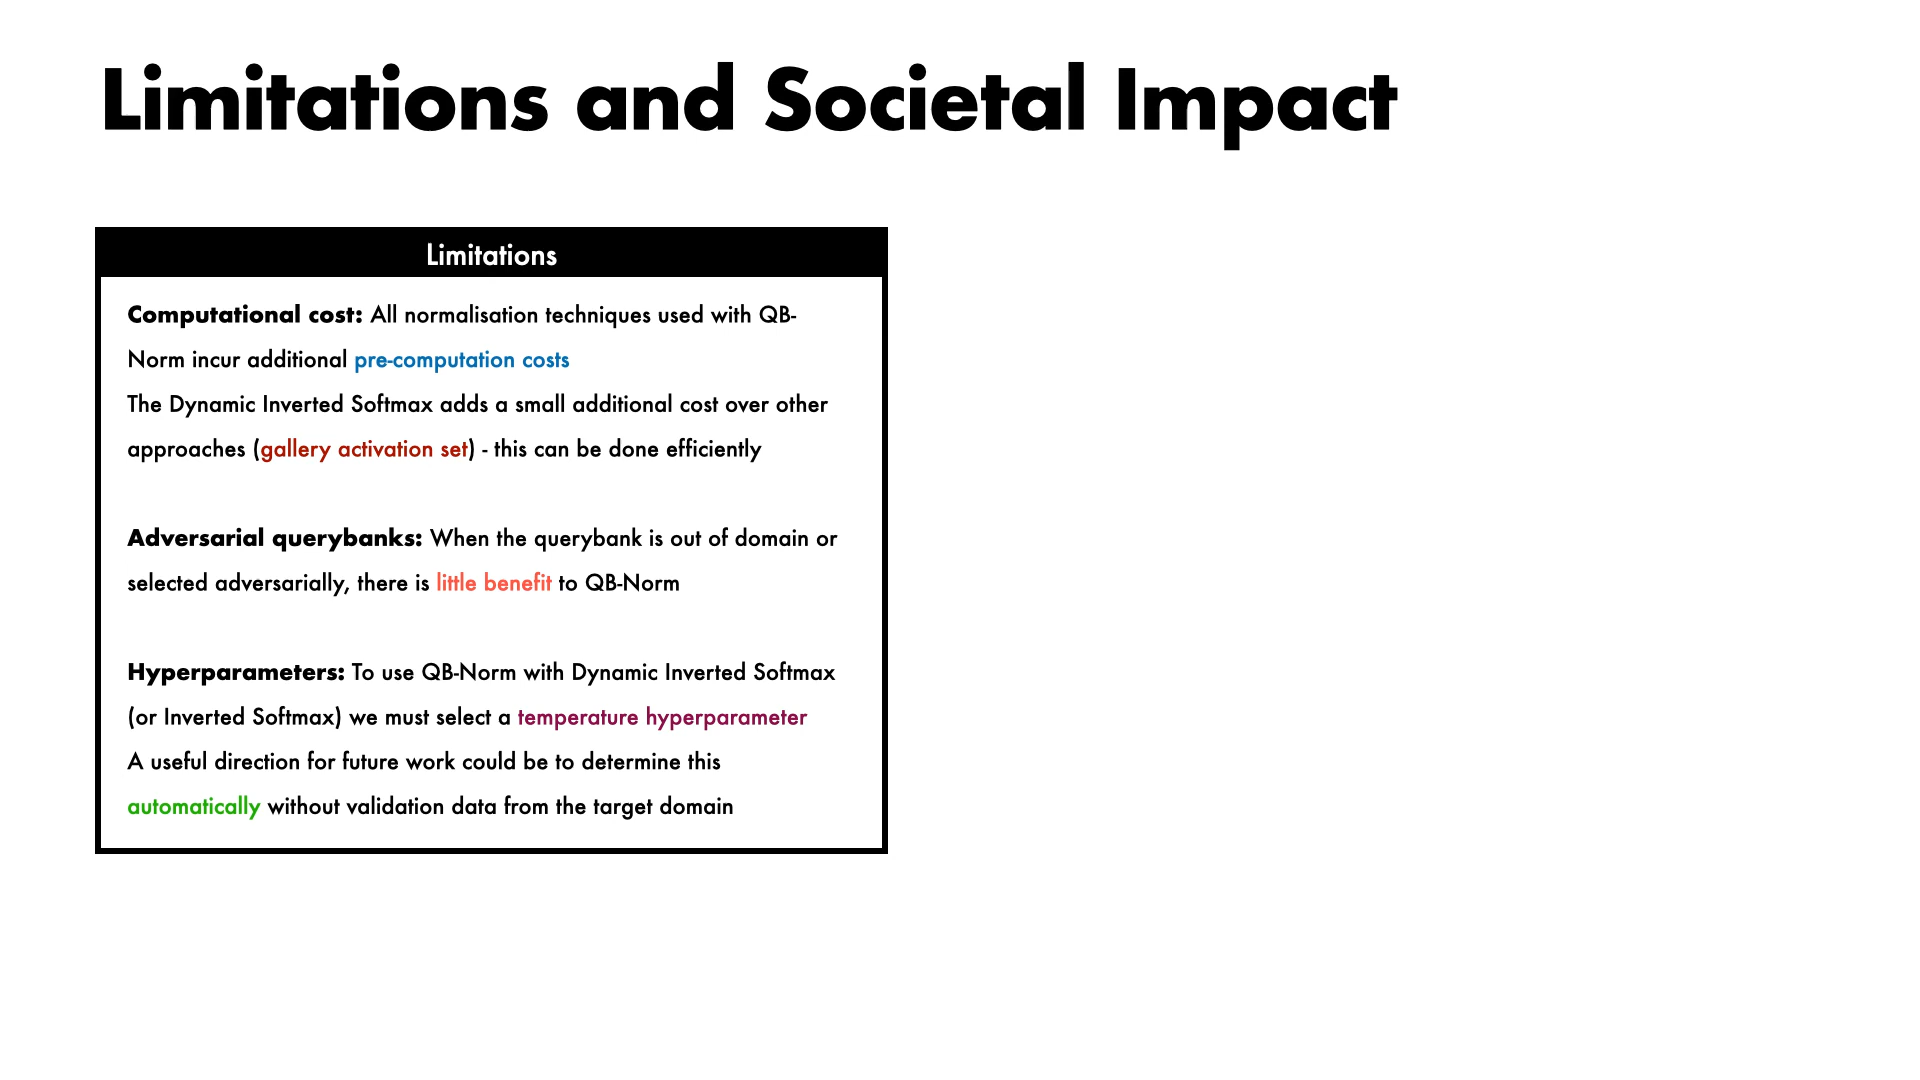 Limitations and Societal Impact
Limitations
Computational cost: All normalisation techniques used with QB-
Norm incur additional pre-computation costs
The Dynamic Inverted Softmax adds a small additional cost over other
approaches (gallery activation set) - this can be done efficiently
Adversarial querybanks: When the querybank is out of domain or
selected adversarially, there is little benefit to QB-Norm
Hyperparameters: To use QB-Norm with Dynamic Inverted Softmax
(or Inverted Softmax) we must select a temperature hyperparameter
A useful direction for future work could be to determine this
automatically without validation data from the target domain